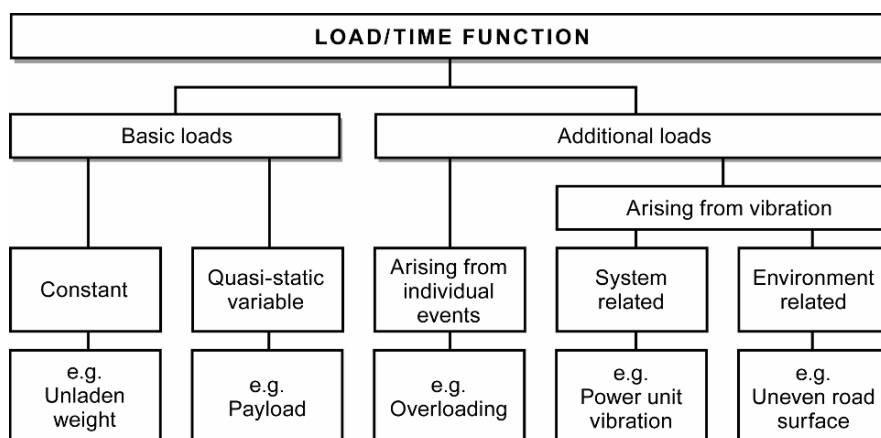 LOAD/TIME FUNCTION
Basic loads
Additional loads
Arising from vibration
Constant
Quasi-static
variable
Arising from
individual
events
System
related
Environment
related
e.g.
Unladen
weight
e.g.
Payload
e.g.
Overloading
e.g.
Power unit
vibration
e.g.
Uneven road
surface